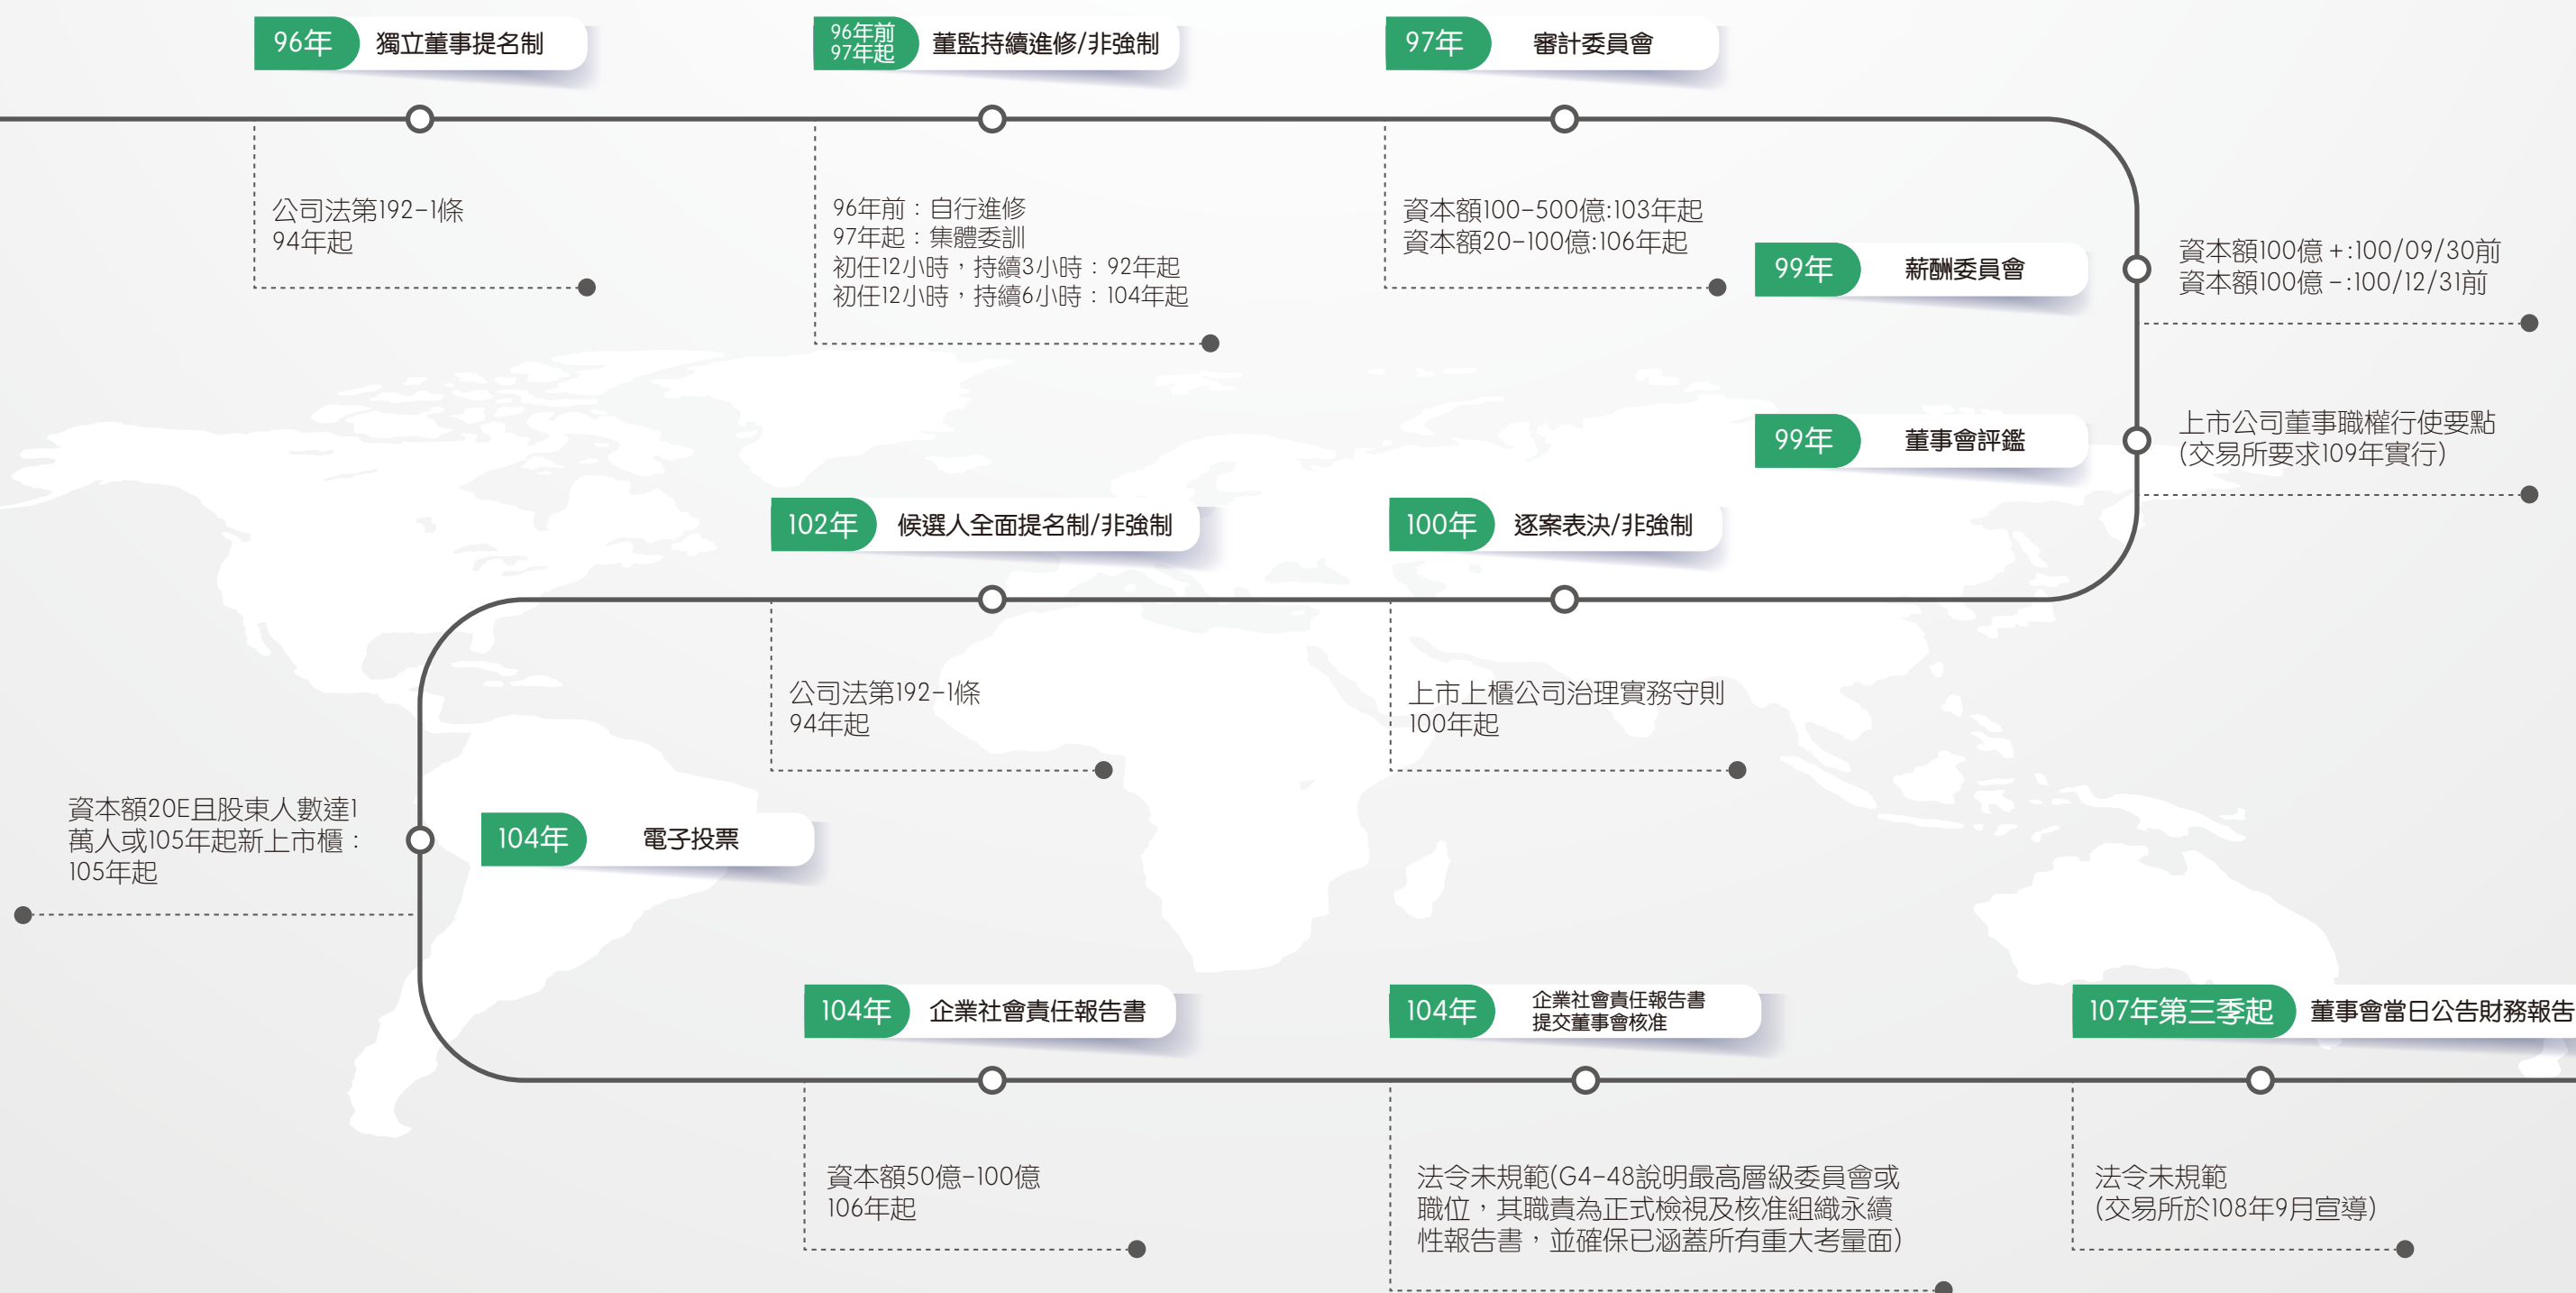 96年
獨立董事提名制
公司法第192-1條
94年起
96年前
97年起
董監持續進修/非強制
96年前：自行進修
97年起：集體委訓
初任12小時，持續3小時：92年起
初任12小時，持續6小時：104年起
97年
審計委員會
資本額100-500億:103年起
資本額20-100億:106年起
99年
薪酬委員會
資本額100億 +:100/09/30前
資本額100億 -:100/12/31前
99年
董事會評鑑
上市公司董事職權行使要點
(交易所要求109年實行)
100年
逐案表決/非強制
上市上櫃公司治理實務守則
100年起
102年
候選人全面提名制/非強制
公司法第192-1條
94年起
104年
電子投票
資本額20E且股東人數達1
萬人或105年起新上市櫃：
105年起
104年
企業社會責任報告書
資本額50億-100億
106年起
104年
企業社會責任報告書
提交董事會核准
法令未規範(G4-48說明最高層級委員會或
職位，其職責為正式檢視及核准組織永續
性報告書，並確保已涵蓋所有重大考量面)
107年第三季起
董事會當日公告財務報告
法令未規範
(交易所於108年9月宣導)